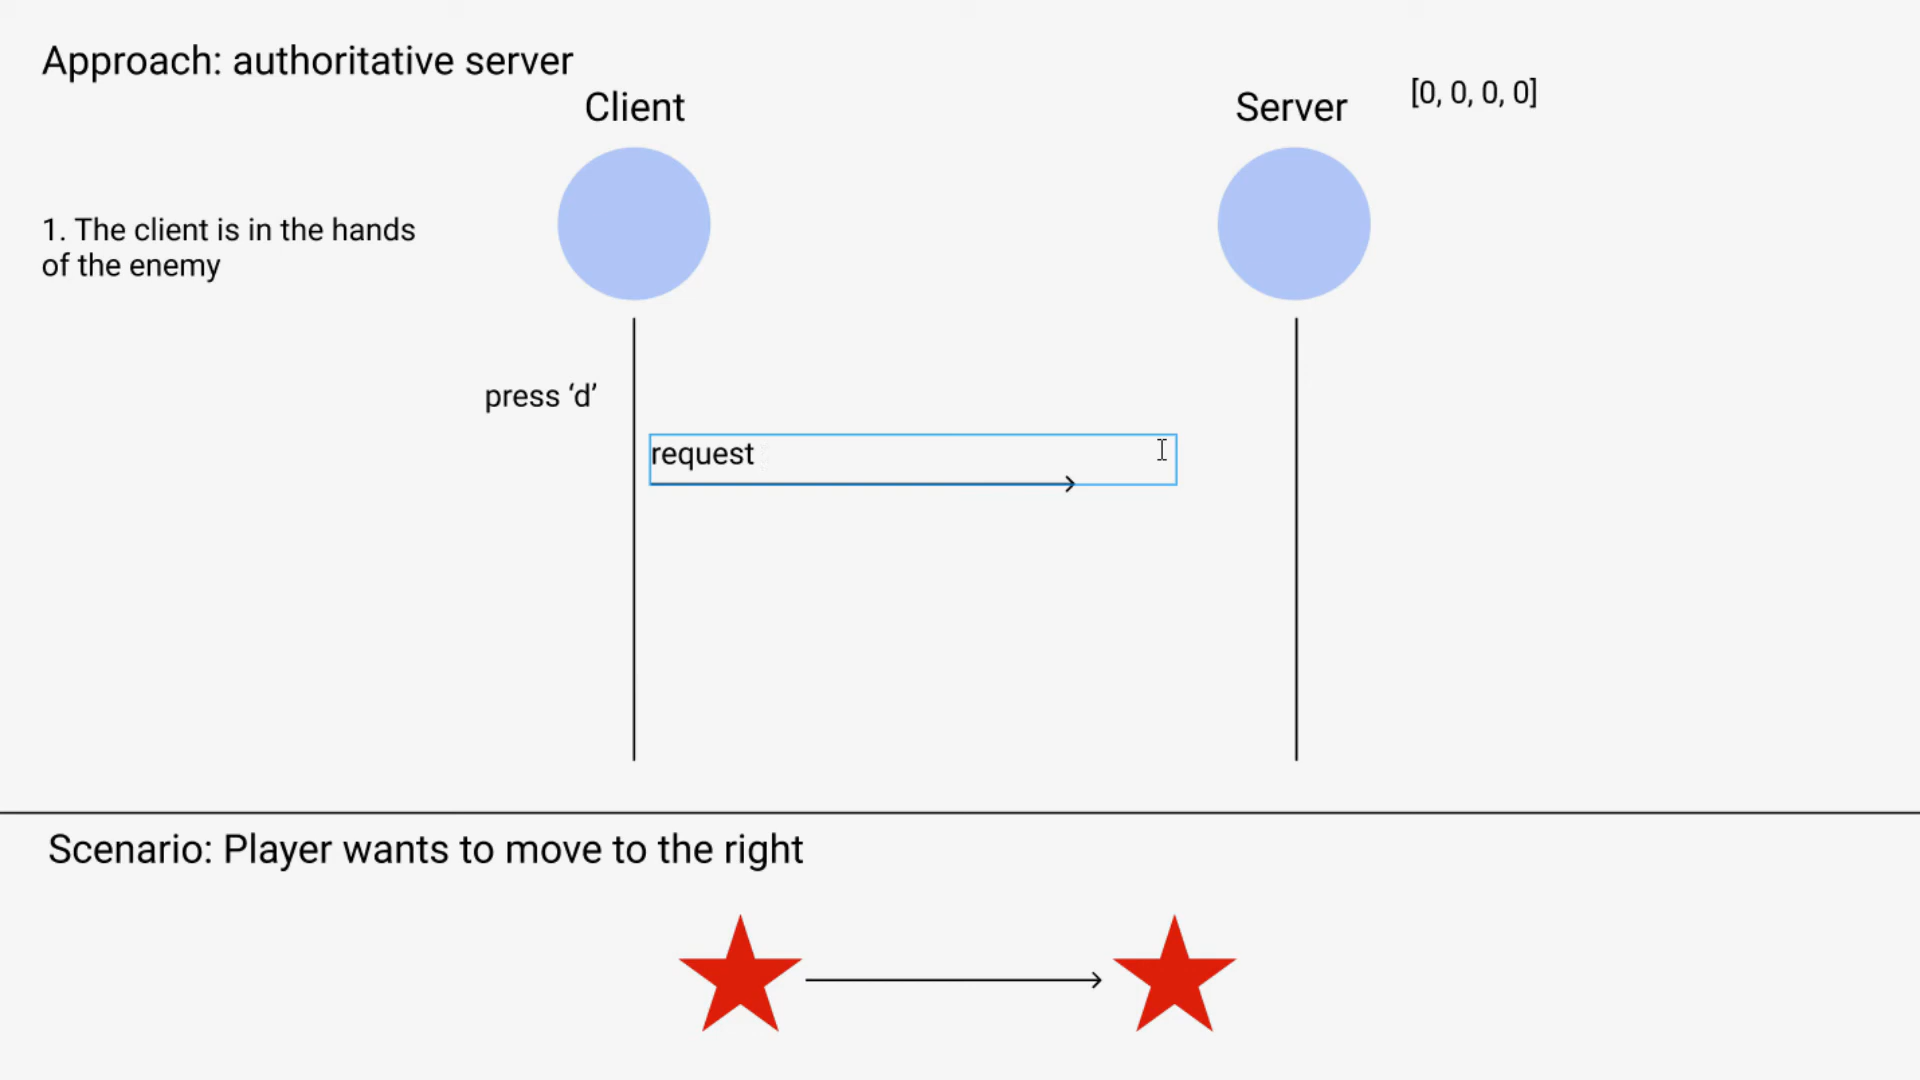 Approach: authoritative server
Client
Server
[0, 0, 0, 0]
1. The client is in the hands
of the enemy
press ‘d’
request
Scenario: Player wants to move to the right